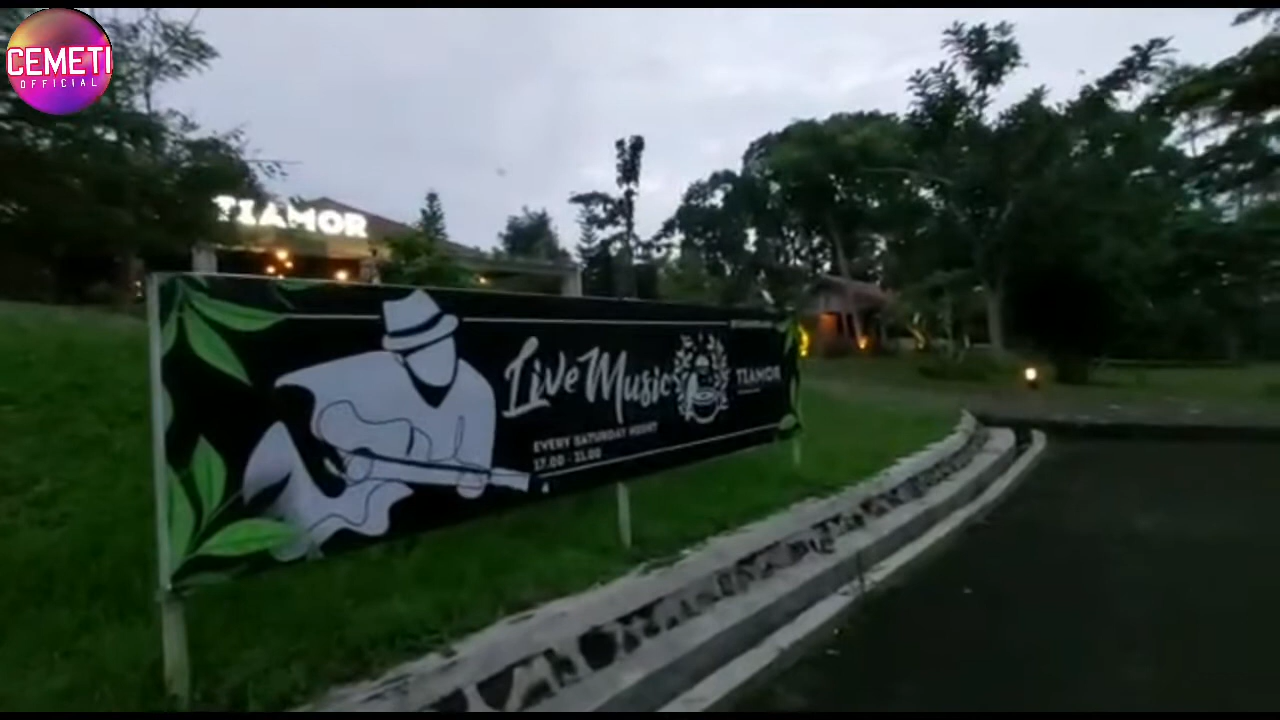 CEMETI
OFFICIAL
TIAMOR
Live Music
TIAMOR
EVERY SATURDAY NIGHT
17.00 - 21.00